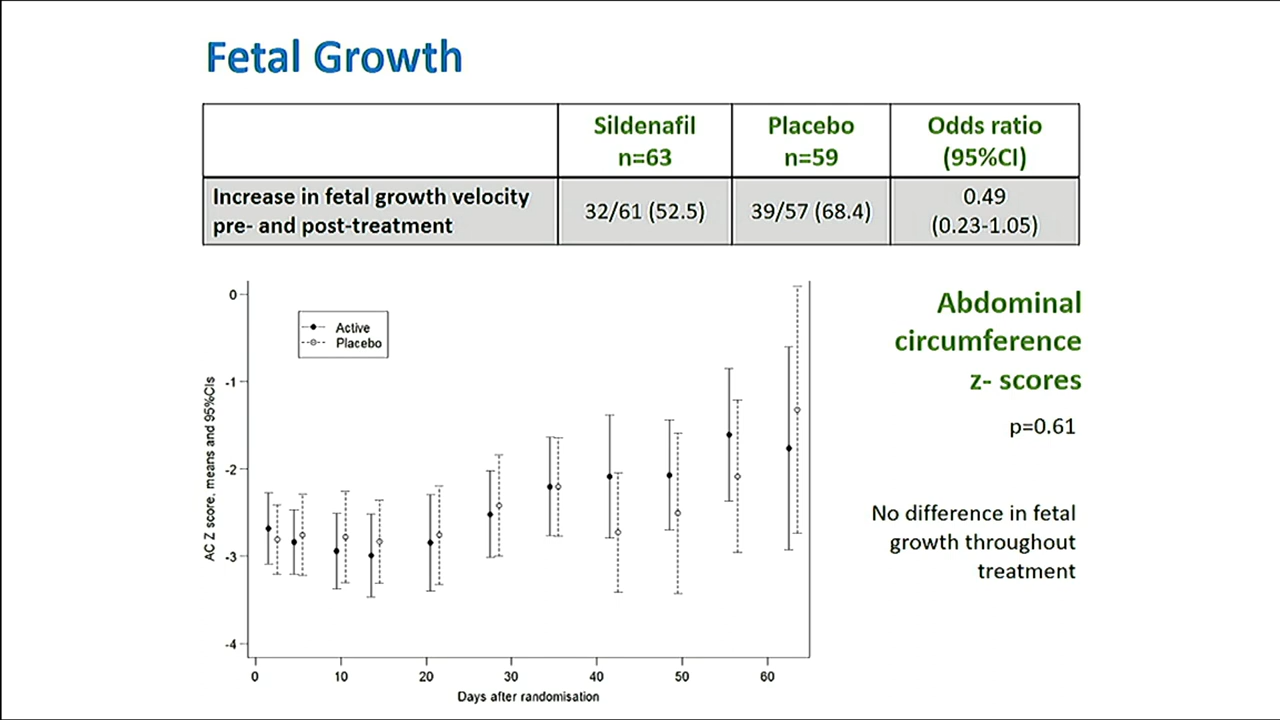 Fetal Growth
Sildenafil
n=63
Placebo
n=59
Odds ratio
(95%CI)
Increase in fetal growth velocity
pre- and post-treatment
32/61 (52.5)
39/57 (68.4)
0.49
(0.23-1.05)
Active
Placebo
0
-1
-2
-3
-4
AC Z score, means and 95%CIs
0 10 20 30 40 50 60
Days after randomisation
Abdominal
circumference
z- scores
p=0.61
No difference in fetal
growth throughout
treatment